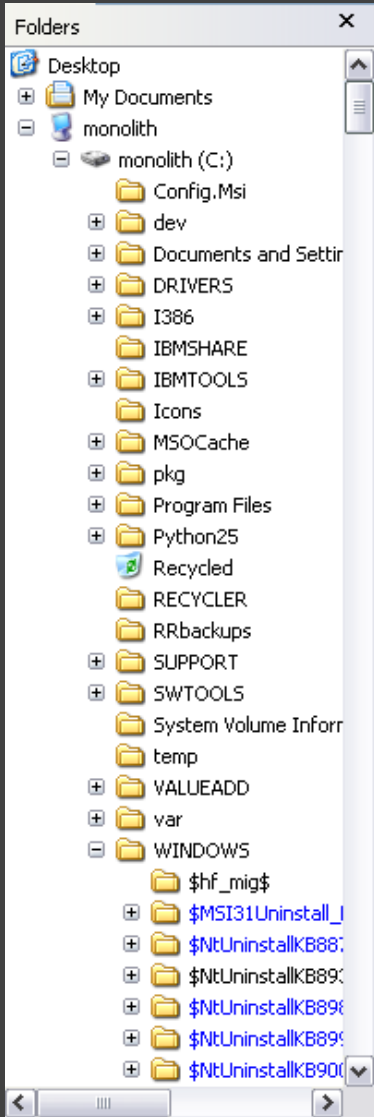 Folders
Desktop
My Documents
monolith
monolith (C:)
Config.Msi
dev
Documents and Settir
DRIVERS
I386
IBMSHARE
IBMTOOLS
Icons
MSOCache
pkg
Program Files
Python25
Recycled
RECYCLER
RRbackups
SUPPORT
SWTOOLS
System Volume Inforr
temp
VALUEADD
var
WINDOWS
$hf_mig$
$MSI31Uninstall_
$NtUninstallKB887
$NtUninstallKB893
$NtUninstallKB898
$NtUninstallKB899
$NtUninstallKB900